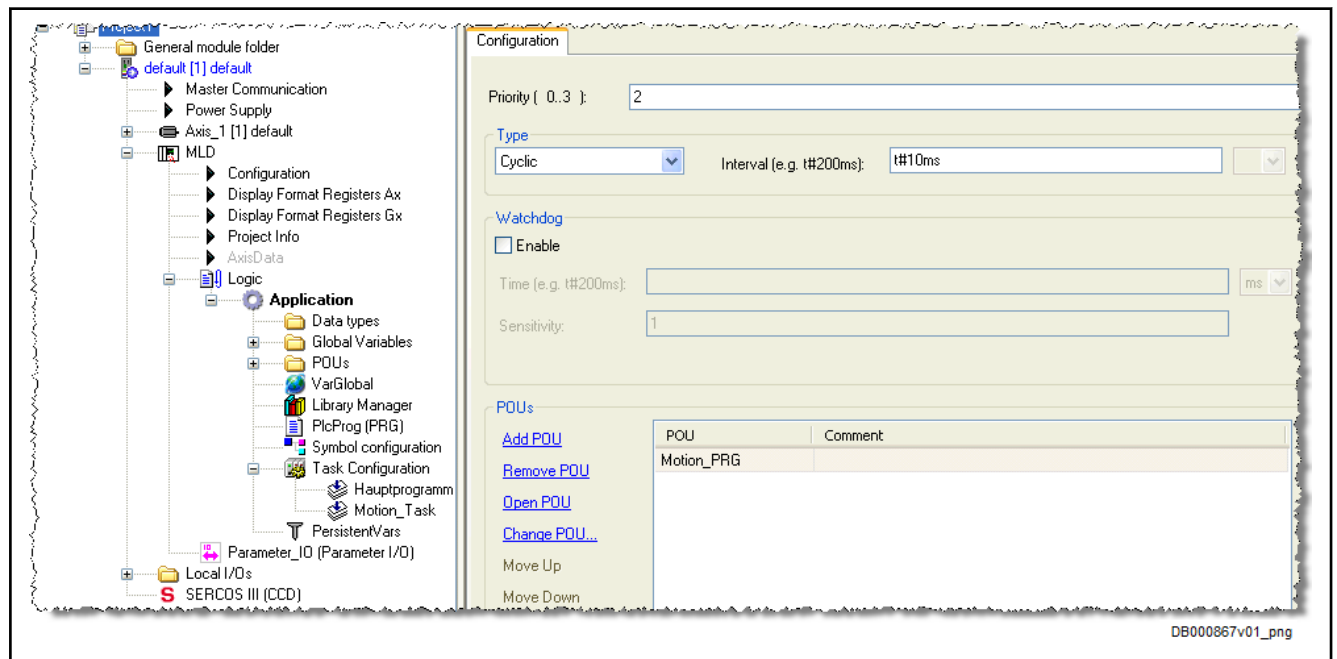 Project1
General module folder
default [1] default
Master Communication
Power Supply
Axis_1 [1] default
MLD
Configuration
Display Format Registers Ax
Display Format Registers Gx
Project Info
AxisData
Logic
Application
Data types
Global Variables
POUs
VarGlobal
Library Manager
PlcProg (PRG)
Symbol configuration
Task Configuration
Hauptprogramm
Motion_Task
PersistentVars
Parameter_IO (Parameter I/O)
Local I/Os
S SERCOS III (CCD)
Configuration
Priority ( 0..3 ): 2
Type
Cyclic Interval (e.g. t#200ms): t#10ms
Watchdog
Enable
Time (e.g. t#200ms): ms
Sensitivity: 1
POUs
Add POU
Remove POU
Open POU
Change POU...
Move Up
Move Down
POU Comment
Motion_PRG
DB000867v01_png